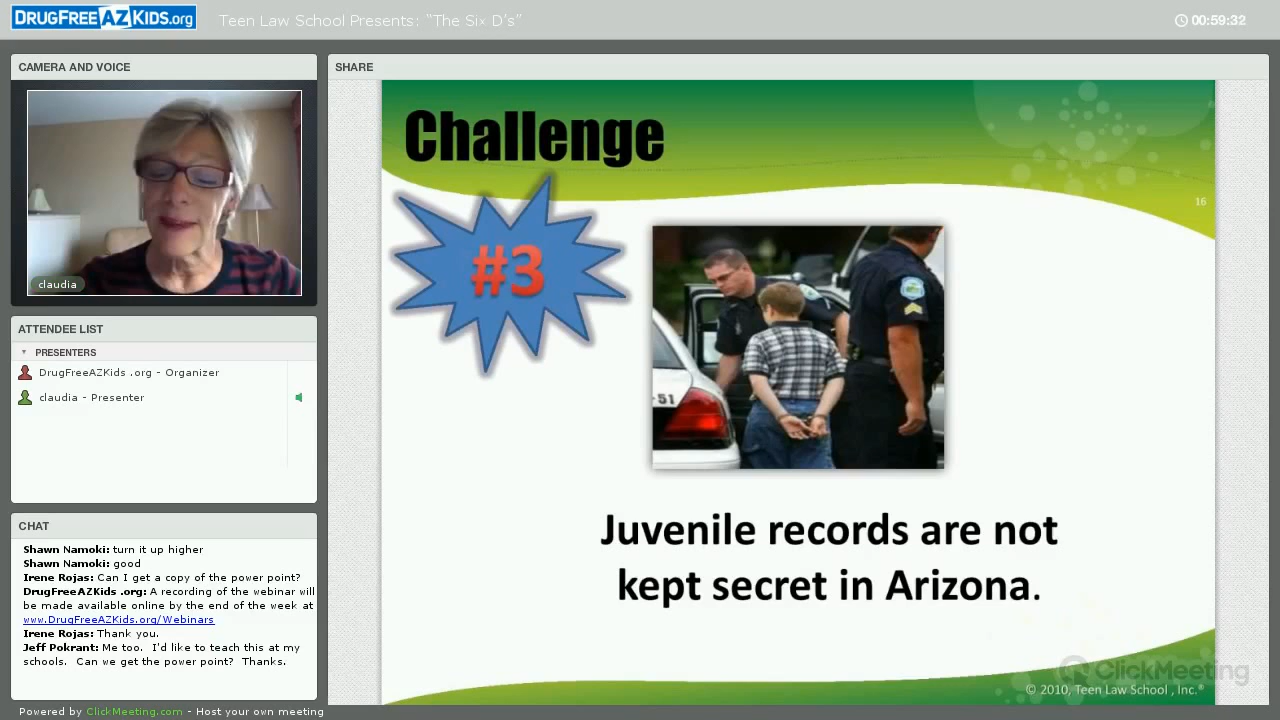 DRUGFREEAZKIDS.org
Teen Law School Presents: "The Six D's"
00:59:32
CAMERA AND VOICE
claudia
ATTENDEE LIST
PRESENTERS
DrugFreeAZKids .org - Organizer
claudia - Presenter
CHAT
Shawn Namoki: turn it up higher
Shawn Namoki: good
Irene Rojas: Can I get a copy of the power point?
DrugFreeAZKids .org: A recording of the webinar will
be made available online by the end of the week at
www.DrugFreeAZKids.org/Webinars
Irene Rojas: Thank you.
Jeff Pokrant: Me too. I'd like to teach this at my
schools. Can we get the power point? Thanks.
Powered by ClickMeeting.com - Host your own meeting
SHARE
Challenge
16
#3
51
Juvenile records are not
kept secret in Arizona.
ClickMeeting
© 2010, Teen Law School , Inc.®